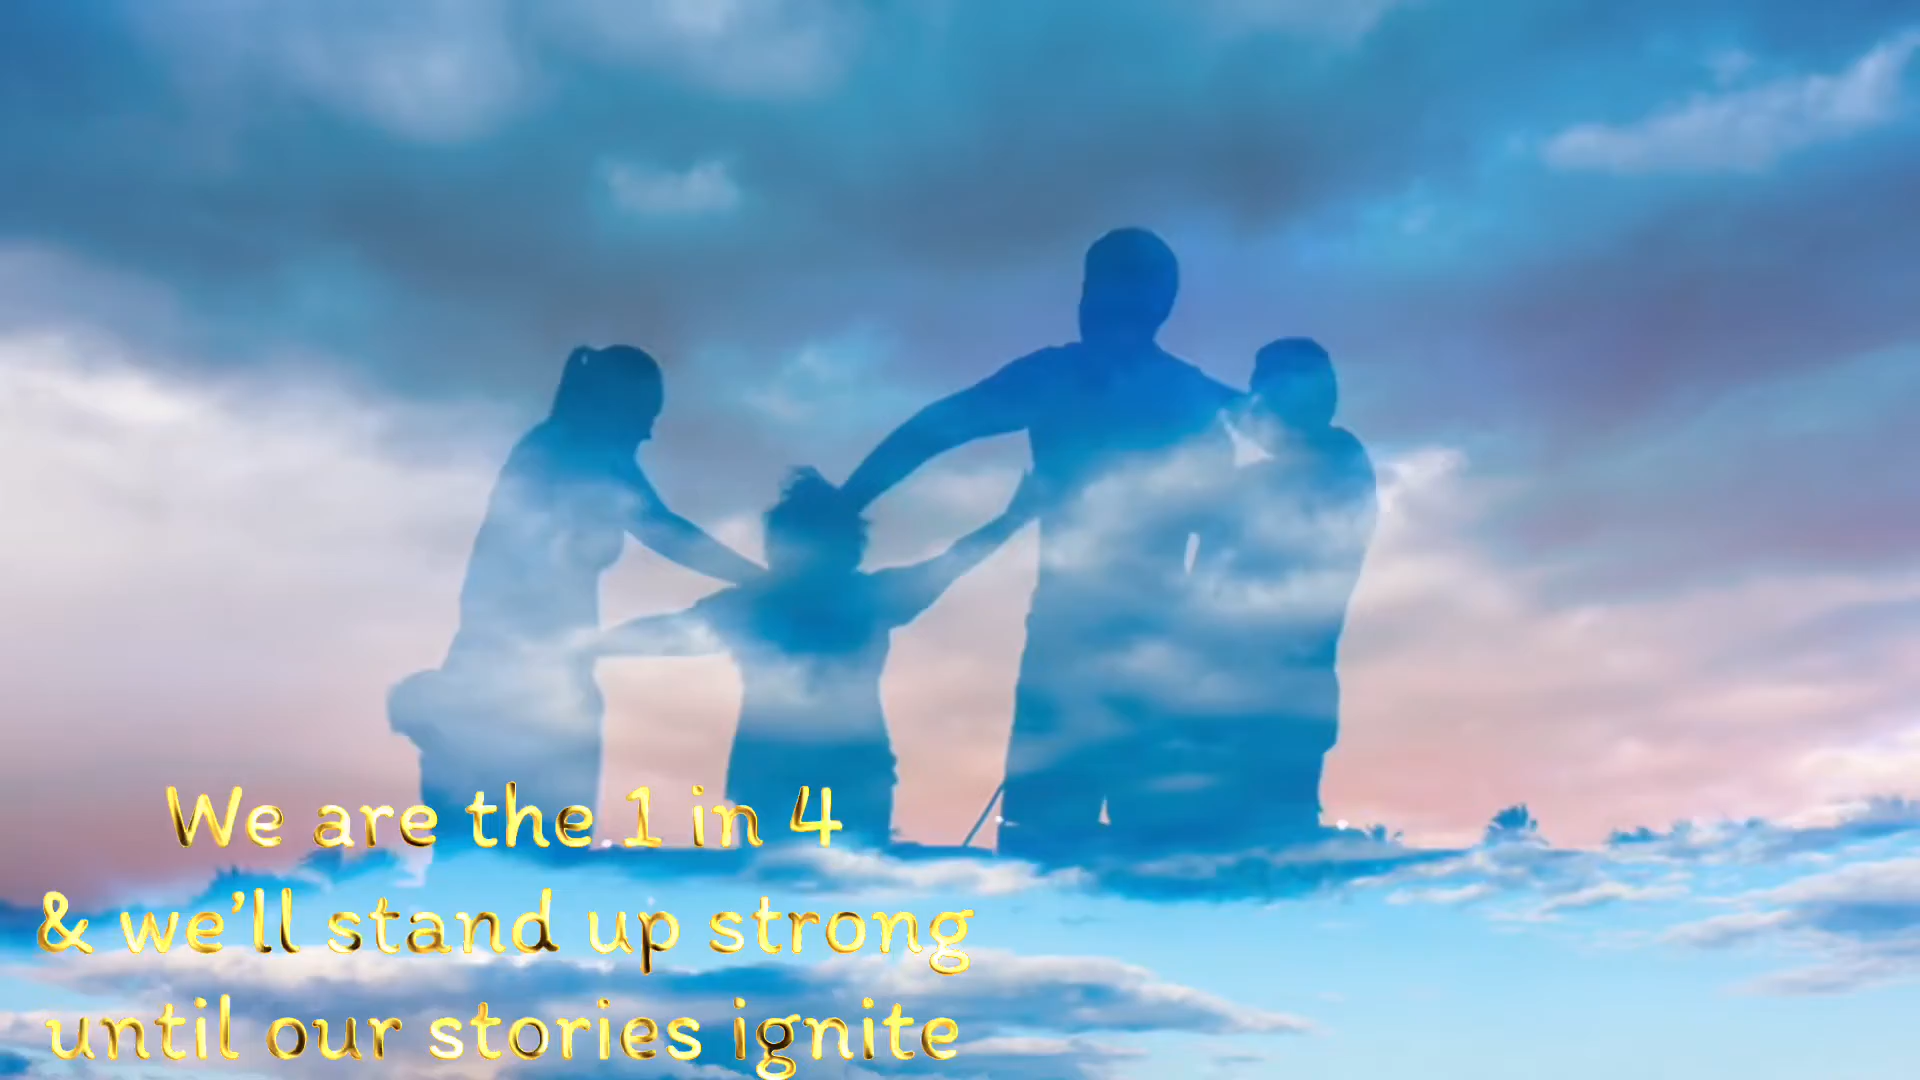 We are the 1 in 4
& we’ll stand up strong
until our stories ignite